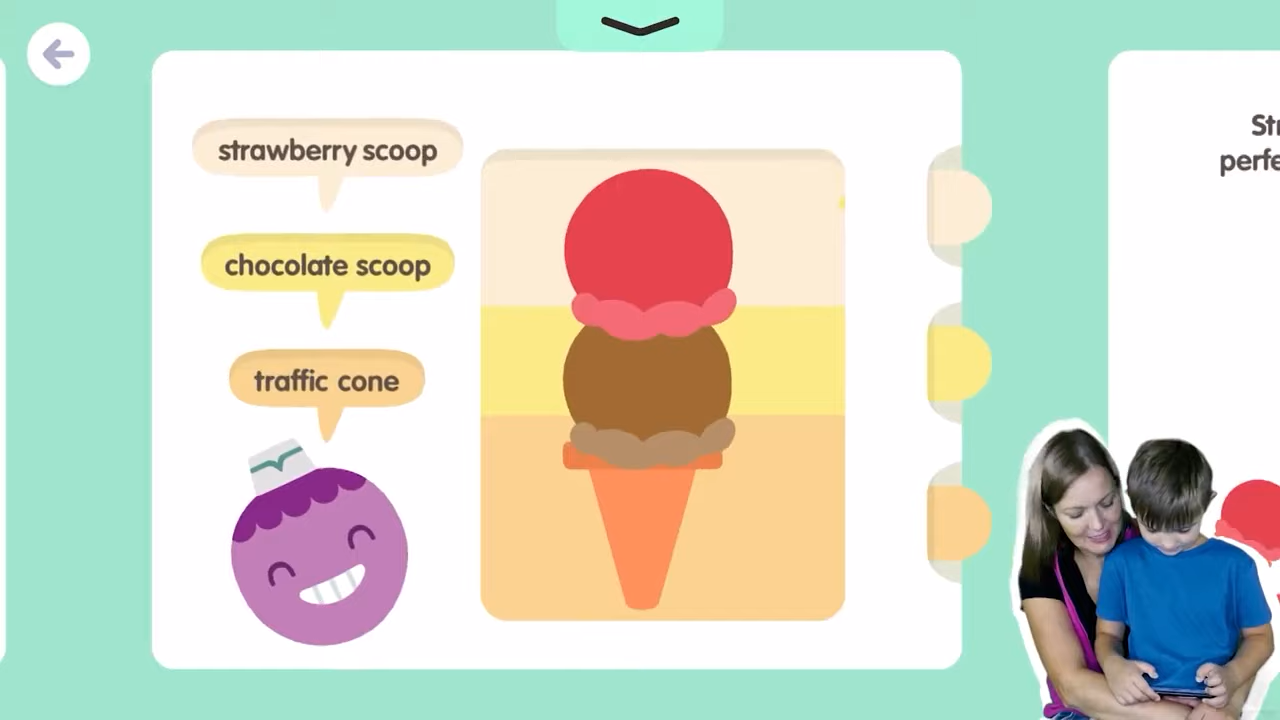 strawberry scoop
chocolate scoop
traffic cone